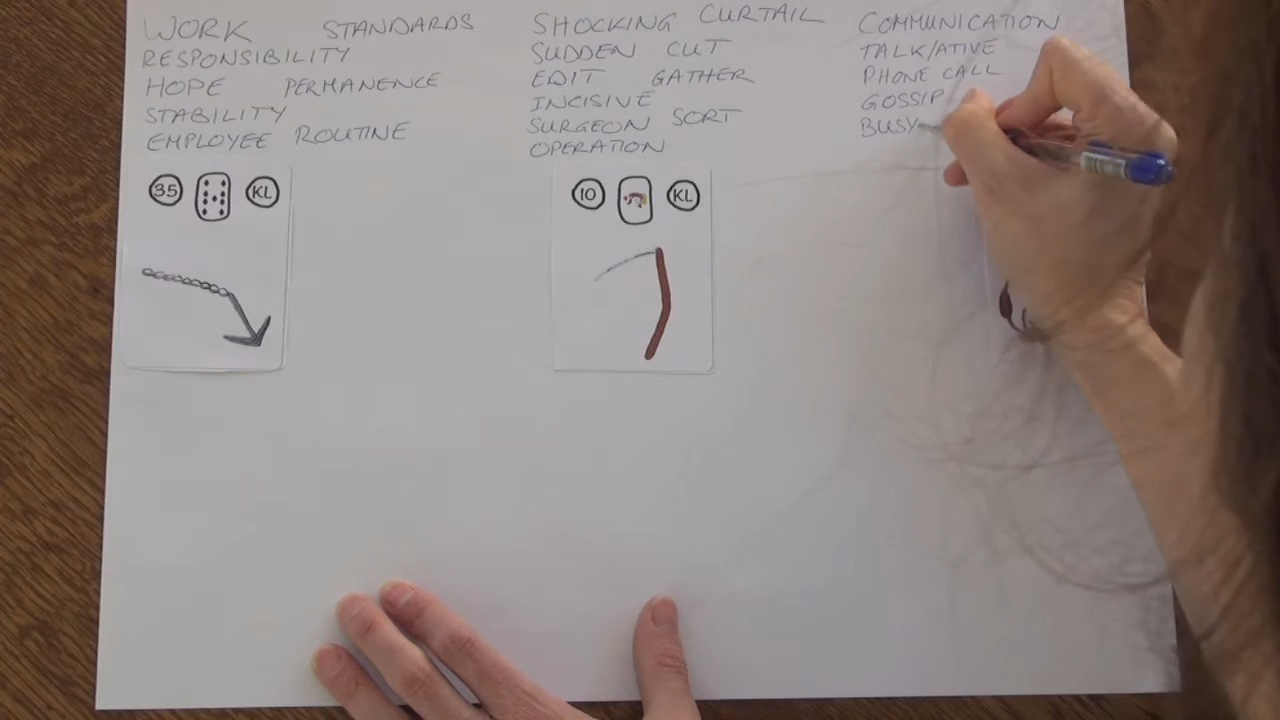 WORK STANDARDS
RESPONSIBILITY
HOPE PERMANENCE
STABILITY
EMPLOYEE ROUTINE
35 KL
SHOCKING CURTAIL
SUDDEN CUT
EDIT GATHER
INCISIVE
SURGEON SORT
OPERATION
10 KL
COMMUNICATION
TALK/ATIVE
PHONE CALL
GOSSIP
BUSY